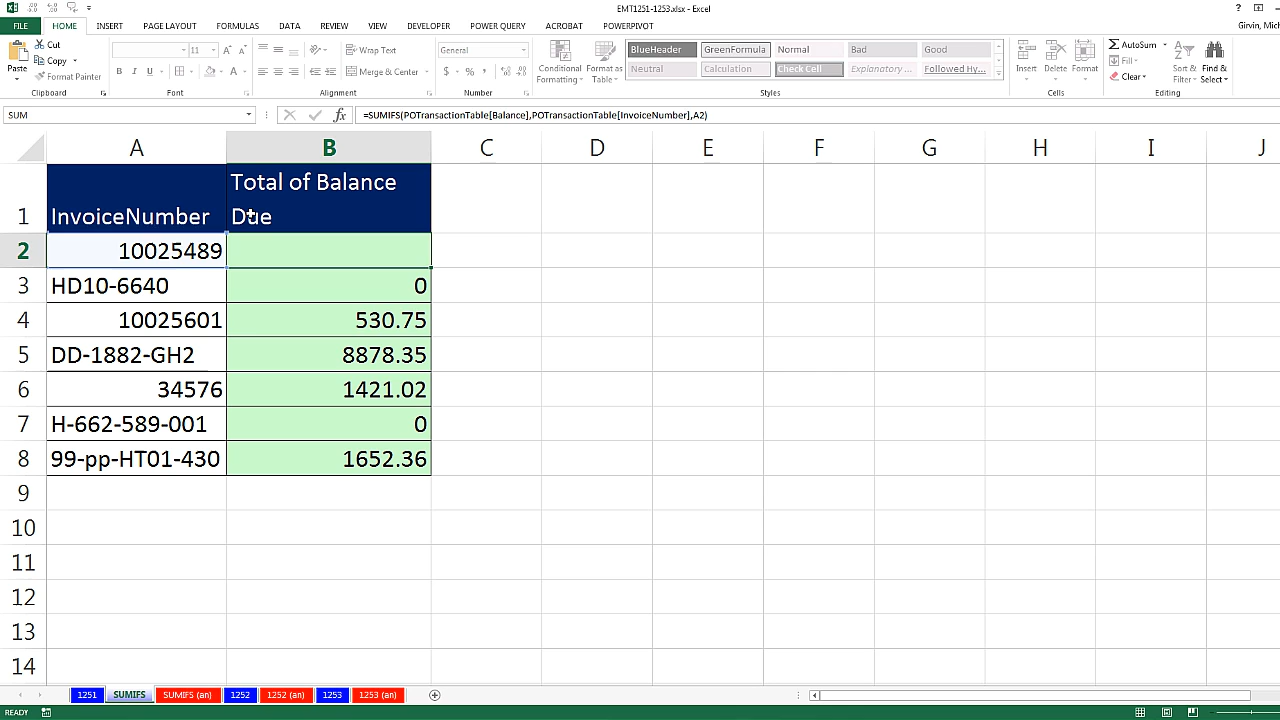 EMT1251-1253.xlsx - Excel
FILE HOME INSERT PAGE LAYOUT FORMULAS DATA REVIEW VIEW DEVELOPER POWER QUERY ACROBAT POWERPIVOT Girvin, Mich
Paste Cut Copy Format Painter Clipboard
11 Font
Wrap Text Merge & Center Alignment
General Number
Conditional Formatting Format as Table
BlueHeader GreenFormula Normal Bad Good
Neutral Calculation Check Cell Explanatory ... Followed Hy...
Styles
Insert Delete Format Cells
AutoSum Fill Clear Sort & Filter Find & Select Editing
SUM fx =SUMIFS(POTransactionTable[Balance],POTransactionTable[InvoiceNumber],A2)
A B C D E F G H I J
1 InvoiceNumber Total of Balance Due
2 10025489
3 HD10-6640 0
4 10025601 530.75
5 DD-1882-GH2 8878.35
6 34576 1421.02
7 H-662-589-001 0
8 99-pp-HT01-430 1652.36
9
10
11
12
13
14
1251 SUMIFS SUMIFS (an) 1252 1252 (an) 1253 1253 (an)
READY